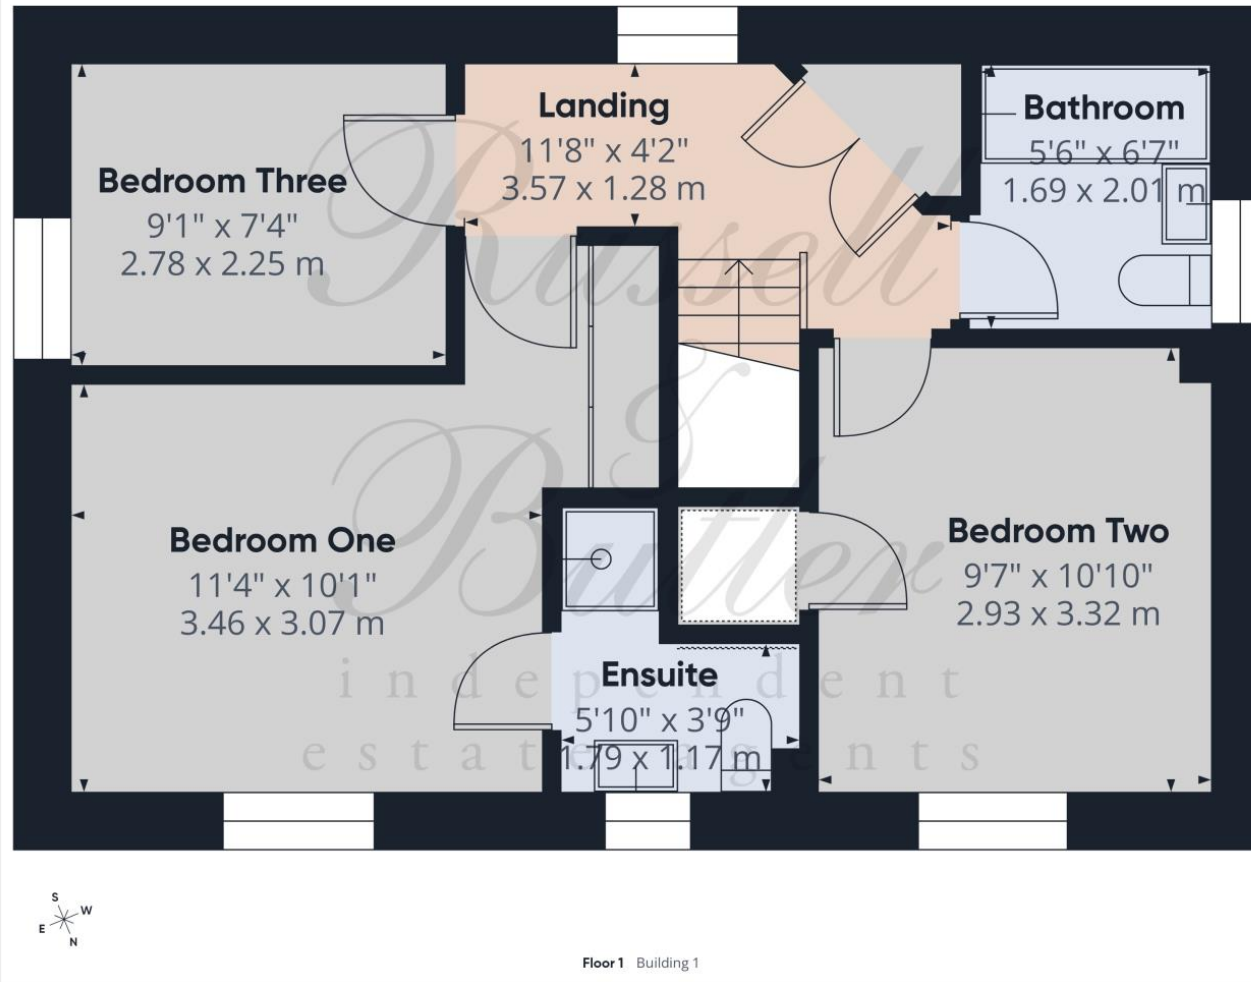 Landing
11'8" x 4'2"
3.57 x 1.28 m
Bathroom
5'6" x 6'7"
1.69 x 2.01 m
Bedroom Three
9'1" x 7'4"
2.78 x 2.25 m
Russell
&
Butler
independent
estate agents
Bedroom One
11'4" x 10'1"
3.46 x 3.07 m
Bedroom Two
9'7" x 10'10"
2.93 x 3.32 m
Ensuite
5'10" x 3'9"
1.79 x 1.17 m
S
W
E
N
Floor 1 Building 1